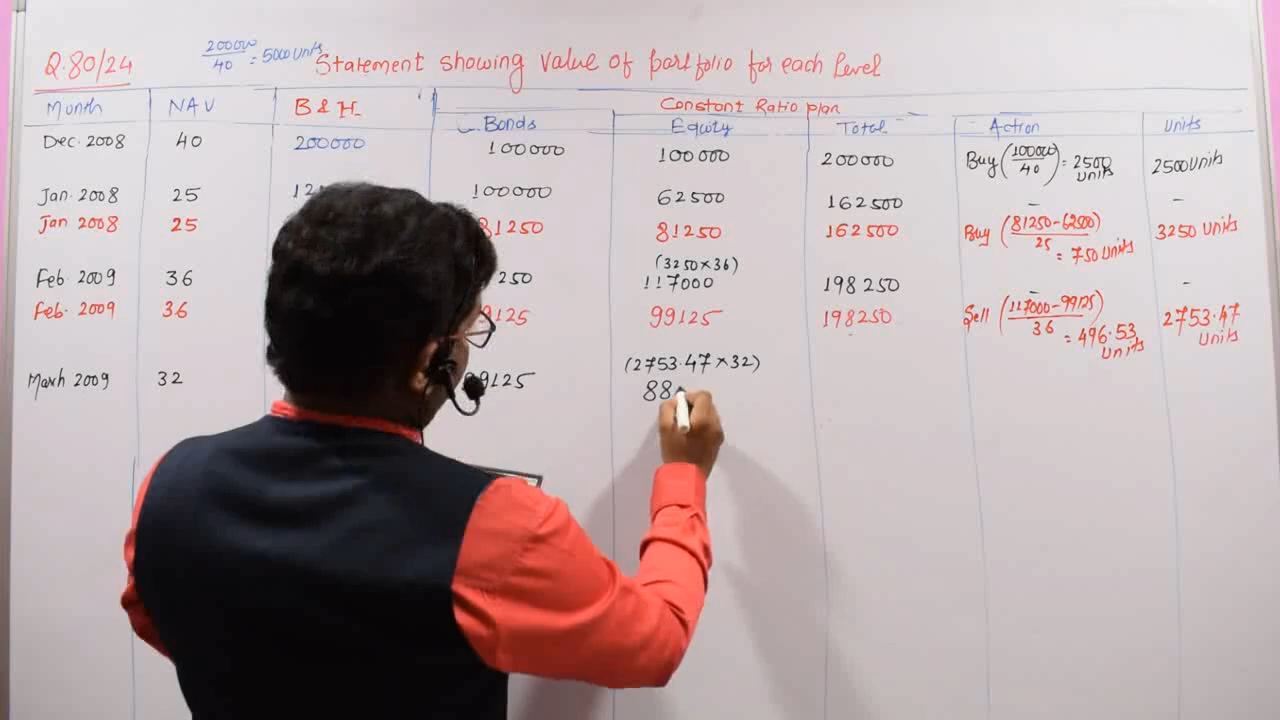 Q.80/24
200000/40 = 5000 units
Statement showing value of portfolio for each level
Month NAV B & H Constant Ratio plan
Bonds Equity Total Action Units
Dec. 2008 40 200000 100000 100000 200000 Buy (100000/40) = 2500 units 2500 Units
Jan. 2008 25 100000 62500 162500 - -
Jan 2008 25 81250 81250 162500 Buy (81250-62500)/25 = 750 Units 3250 Units
(3250×36)
Feb 2009 36 250 117000 198250 - -
Feb. 2009 36 9125 99125 198250 Sell (117000-99125)/36 = 496.53 Units 2753.47 Units
(2753.47×32)
March 2009 32 99125 88